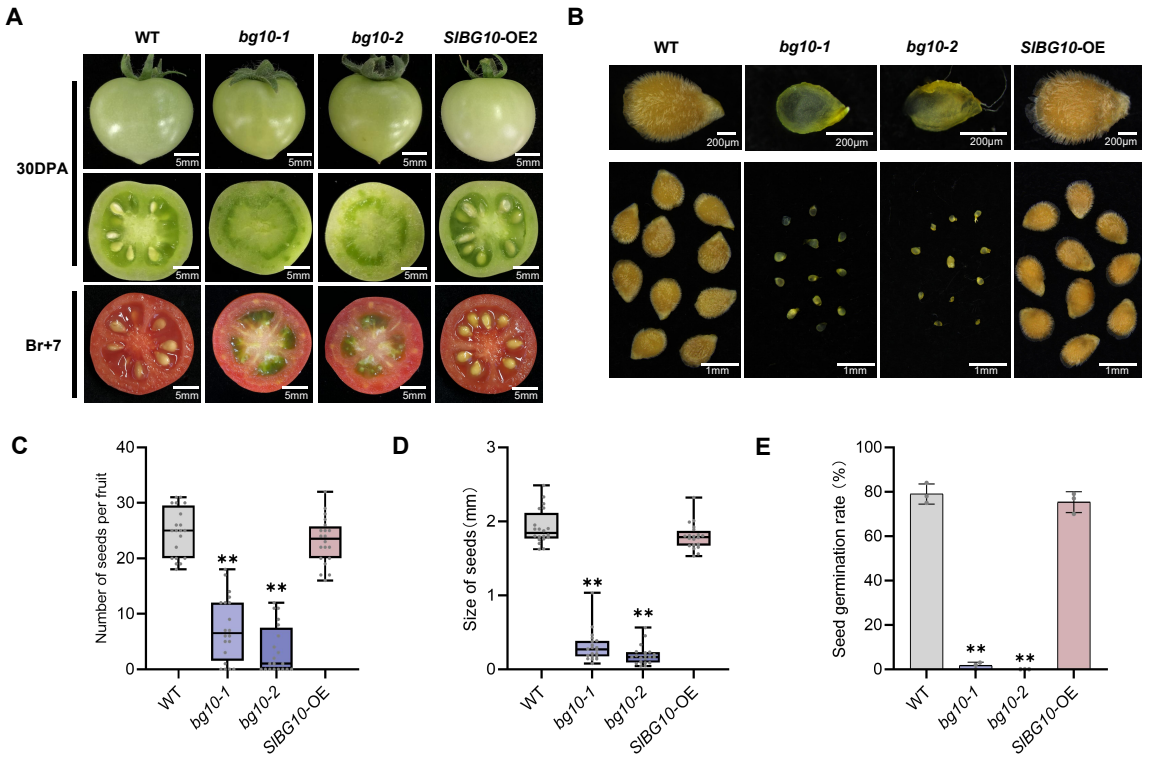 A
WT bg10-1 bg10-2 SlBG10-OE2
30DPA
5mm 5mm 5mm 5mm
5mm 5mm 5mm 5mm
Br+7
5mm 5mm 5mm 5mm
B
WT bg10-1 bg10-2 SlBG10-OE
200μm 200μm 200μm 200μm
1mm 1mm 1mm 1mm
C
Number of seeds per fruit
40
30
20
10
0
** **
WT bg10-1 bg10-2 SlBG10-OE
D
Size of seeds(mm)
3
2
1
0
** **
WT bg10-1 bg10-2 SlBG10-OE
E
Seed germination rate (%)
100
80
60
40
20
0
** **
WT bg10-1 bg10-2 SlBG10-OE